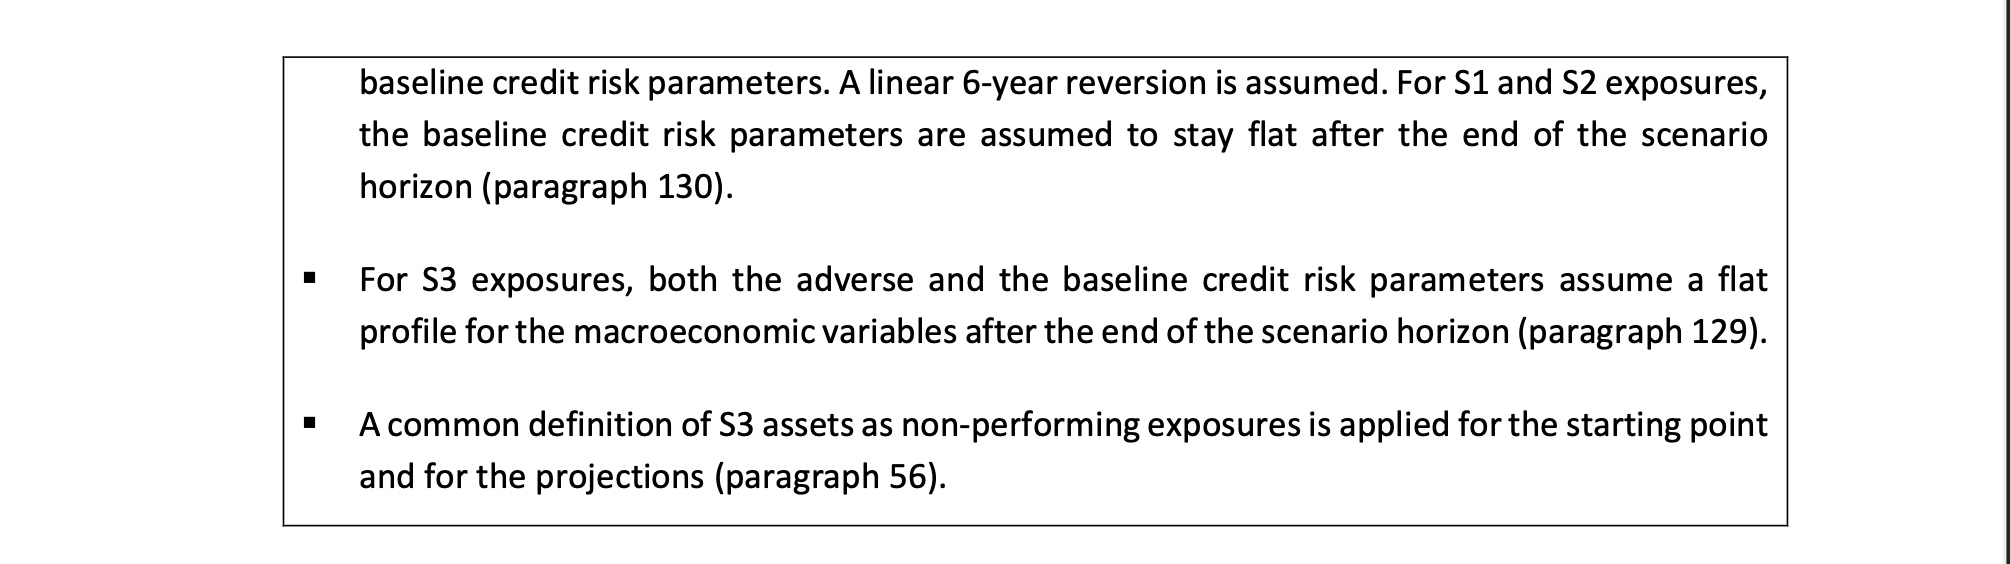 baseline credit risk parameters. A linear 6-year reversion is assumed. For S1 and S2 exposures,
the baseline credit risk parameters are assumed to stay flat after the end of the scenario
horizon (paragraph 130).
▪ For S3 exposures, both the adverse and the baseline credit risk parameters assume a flat
profile for the macroeconomic variables after the end of the scenario horizon (paragraph 129).
▪ A common definition of S3 assets as non-performing exposures is applied for the starting point
and for the projections (paragraph 56).